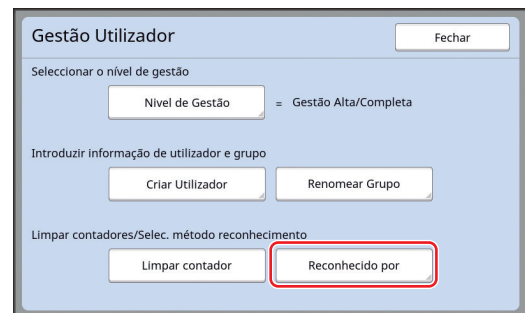 Gestão Utilizador
Fechar
Seleccionar o nível de gestão
Nivel de Gestão = Gestão Alta/Completa
Introduzir informação de utilizador e grupo
Criar Utilizador Renomear Grupo
Limpar contadores/Selec. método reconhecimento
Limpar contador Reconhecido por